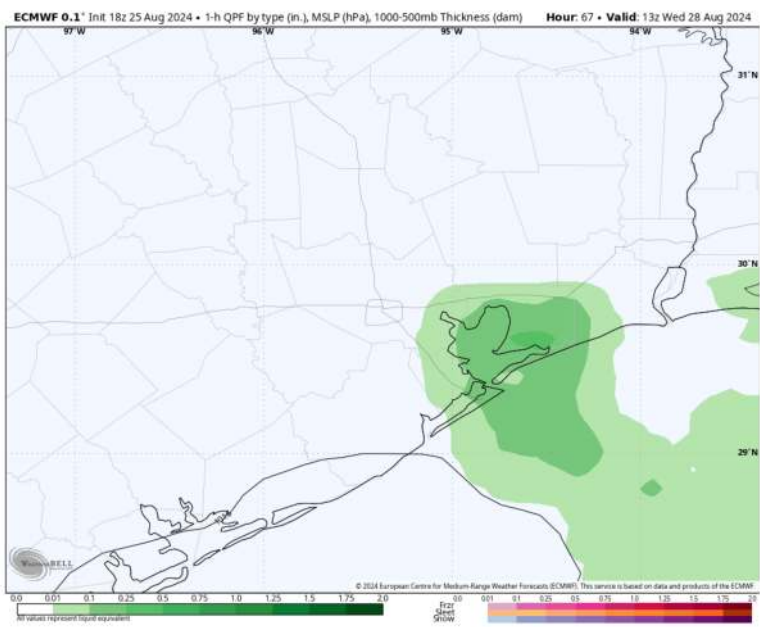 ECMWF 0.1° Init 18z 25 Aug 2024 • 1-h QPF by type (in.), MSLP (hPa), 1000-500mb Thickness (dam) Hour: 67 • Valid: 13z Wed 28 Aug 2024
97°W 96°W 95°W 94°W
31°N
30°N
29°N
WeatherBELL
© 2024 European Centre for Medium-Range Weather Forecasts (ECMWF). This service is based on data and products of the ECMWF
0.0 0.01 0.1 0.25 0.50 0.75 1.0 1.25 1.50 1.75 2.0
All values represent liquid equivalent
0.0 0.01 0.1 0.25 0.50 0.75 1.0 1.25 1.5 1.75 2.0
Frzr
Sleet
Snow